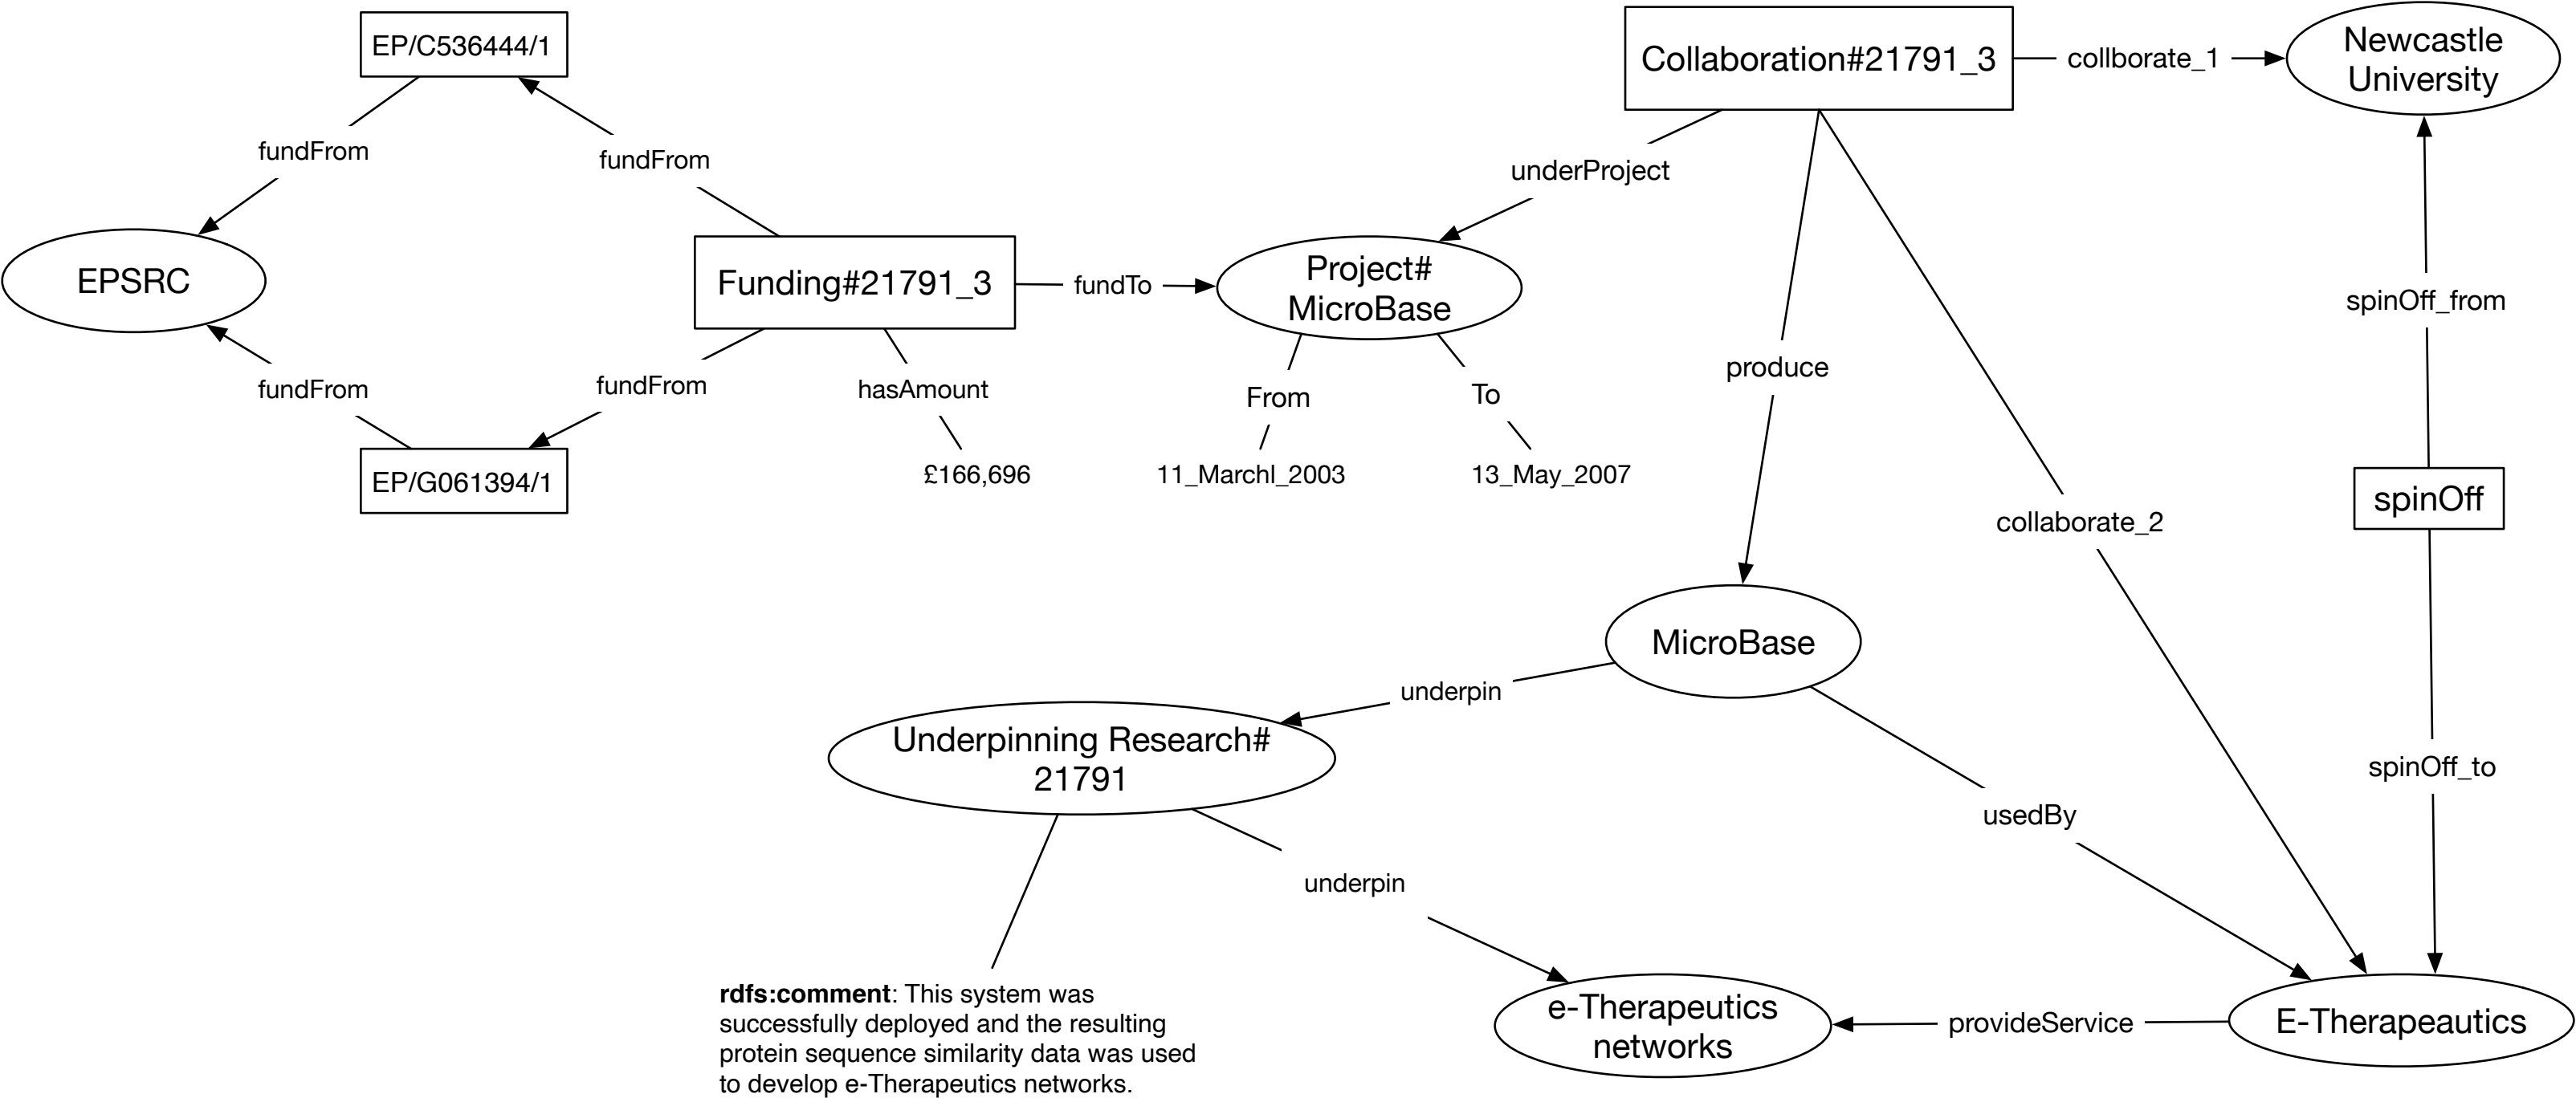 EP/C536444/1
Collaboration#21791_3
collborate_1
Newcastle
University
fundFrom
fundFrom
underProject
EPSRC
Funding#21791_3
fundTo
Project#
MicroBase
spinOff_from
fundFrom
fundFrom
hasAmount
From
To
produce
EP/G061394/1
£166,696
11_Marchl_2003
13_May_2007
collaborate_2
spinOff
MicroBase
underpin
Underpinning Research#
21791
spinOff_to
usedBy
underpin
rdfs:comment: This system was
successfully deployed and the resulting
protein sequence similarity data was used
to develop e-Therapeutics networks.
e-Therapeutics
networks
provideService
E-Therapeautics